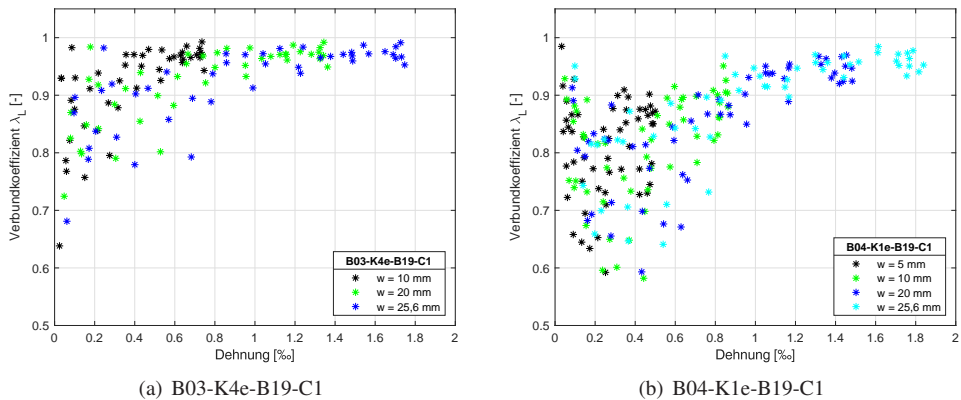 1
0.9
0.8
0.7
0.6
0.5
Verbundkoeffizient λL [-]
0 0.2 0.4 0.6 0.8 1 1.2 1.4 1.6 1.8 2
Dehnung [‰]
B03-K4e-B19-C1
w = 10 mm
w = 20 mm
w = 25,6 mm
(a) B03-K4e-B19-C1
1
0.9
0.8
0.7
0.6
0.5
Verbundkoeffizient λL [-]
0 0.2 0.4 0.6 0.8 1 1.2 1.4 1.6 1.8 2
Dehnung [‰]
B04-K1e-B19-C1
w = 5 mm
w = 10 mm
w = 20 mm
w = 25,6 mm
(b) B04-K1e-B19-C1